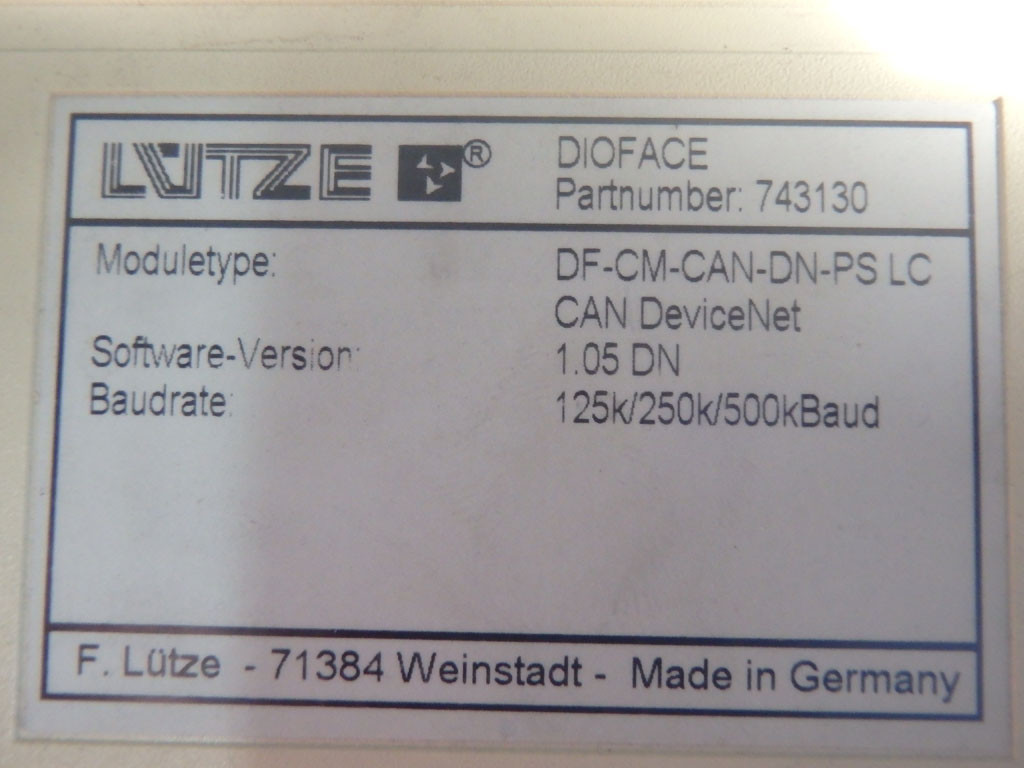 LÜTZE ® DIOFACE
Partnumber: 743130
Moduletype: DF-CM-CAN-DN-PS LC
CAN DeviceNet
Software-Version: 1.05 DN
Baudrate: 125k/250k/500kBaud
F. Lütze - 71384 Weinstadt - Made in Germany